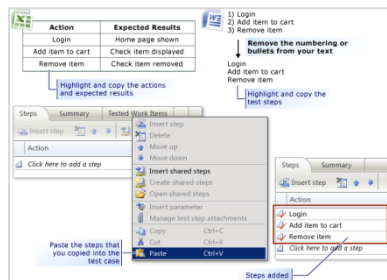 Action Expected Results
Login Home page shown
Add item to cart Check item displayed
Remove item Check item removed
Highlight and copy the actions
and expected results
1) Login
2) Add item to cart
3) Remove item
Remove the numbering or
bullets from your text
Login
Add item to cart
Remove item
Highlight and copy the
test steps
Steps Summary Tested Work Items
Insert step
Action
Click here to add a step
Insert step
Delete
Move up
Move down
Insert shared steps
Create shared steps
Open shared steps
Insert parameter
Manage test step attachments
Copy Ctrl+C
Cut Ctrl+X
Paste Ctrl+V
Paste the steps that
you copied into the
test case
Steps Summary
Insert step
Action
Login
Add item to cart
Remove item
Click here to add a step
Steps added